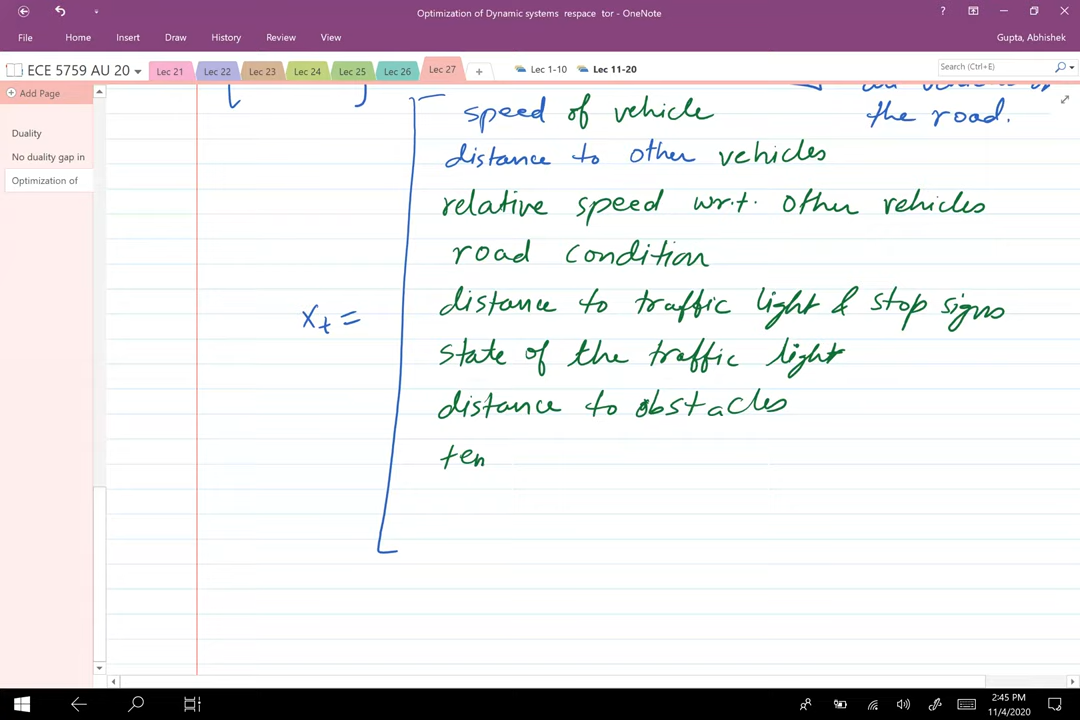 Optimization of Dynamic systems respace tor - OneNote
File Home Insert Draw History Review View
Gupta, Abhishek
ECE 5759 AU 20 Lec 21 Lec 22 Lec 23 Lec 24 Lec 25 Lec 26 Lec 27 Lec 1-10 Lec 11-20
Search (Ctrl+E)
Add Page
Duality
No duality gap in
Optimization of
the road.
speed of vehicle
distance to other vehicles
relative speed w.r.t. other vehicles
road condition
distance to traffic light & stop signs
xt =
state of the traffic light
distance to obstacles
ten
2:45 PM
11/4/2020